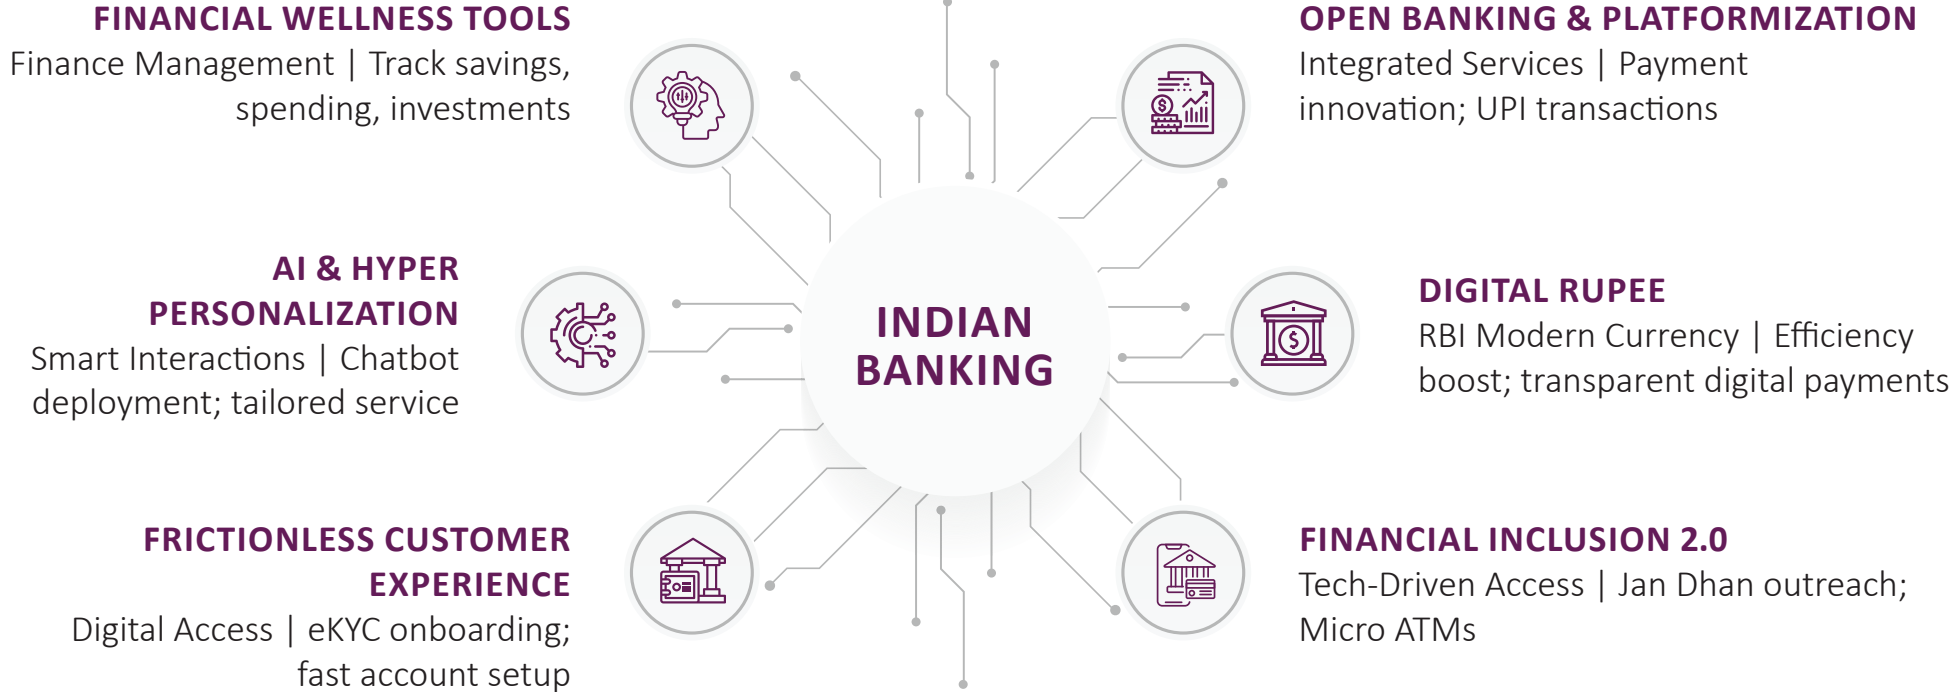 FINANCIAL WELLNESS TOOLS
Finance Management | Track savings,
spending, investments
OPEN BANKING & PLATFORMIZATION
Integrated Services | Payment
innovation; UPI transactions
AI & HYPER
PERSONALIZATION
Smart Interactions | Chatbot
deployment; tailored service
INDIAN
BANKING
DIGITAL RUPEE
RBI Modern Currency | Efficiency
boost; transparent digital payments
FRICTIONLESS CUSTOMER
EXPERIENCE
Digital Access | eKYC onboarding;
fast account setup
FINANCIAL INCLUSION 2.0
Tech-Driven Access | Jan Dhan outreach;
Micro ATMs